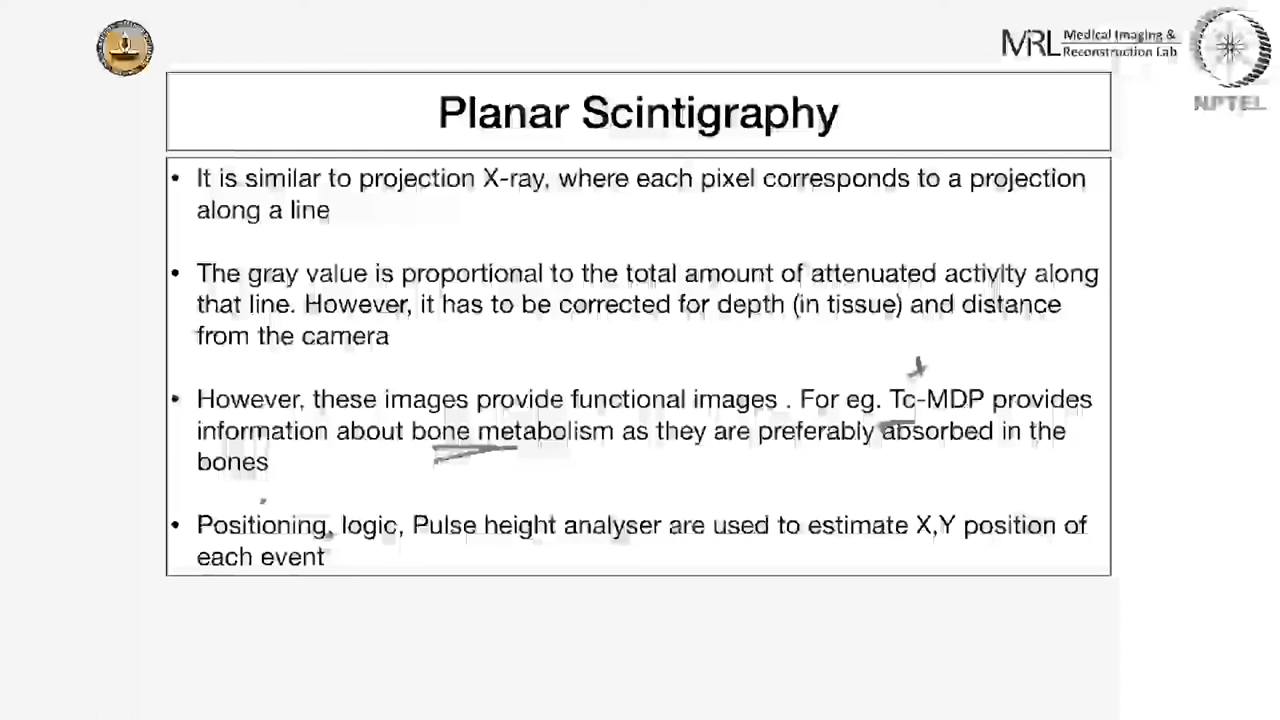 MRL Medical Imaging &
Reconstruction Lab
NPTEL
Planar Scintigraphy
• It is similar to projection X-ray, where each pixel corresponds to a projection
along a line
• The gray value is proportional to the total amount of attenuated activity along
that line. However, it has to be corrected for depth (in tissue) and distance
from the camera
• However, these images provide functional images . For eg. Tc-MDP provides
information about bone metabolism as they are preferably absorbed in the
bones
• Positioning, logic, Pulse height analyser are used to estimate X,Y position of
each event